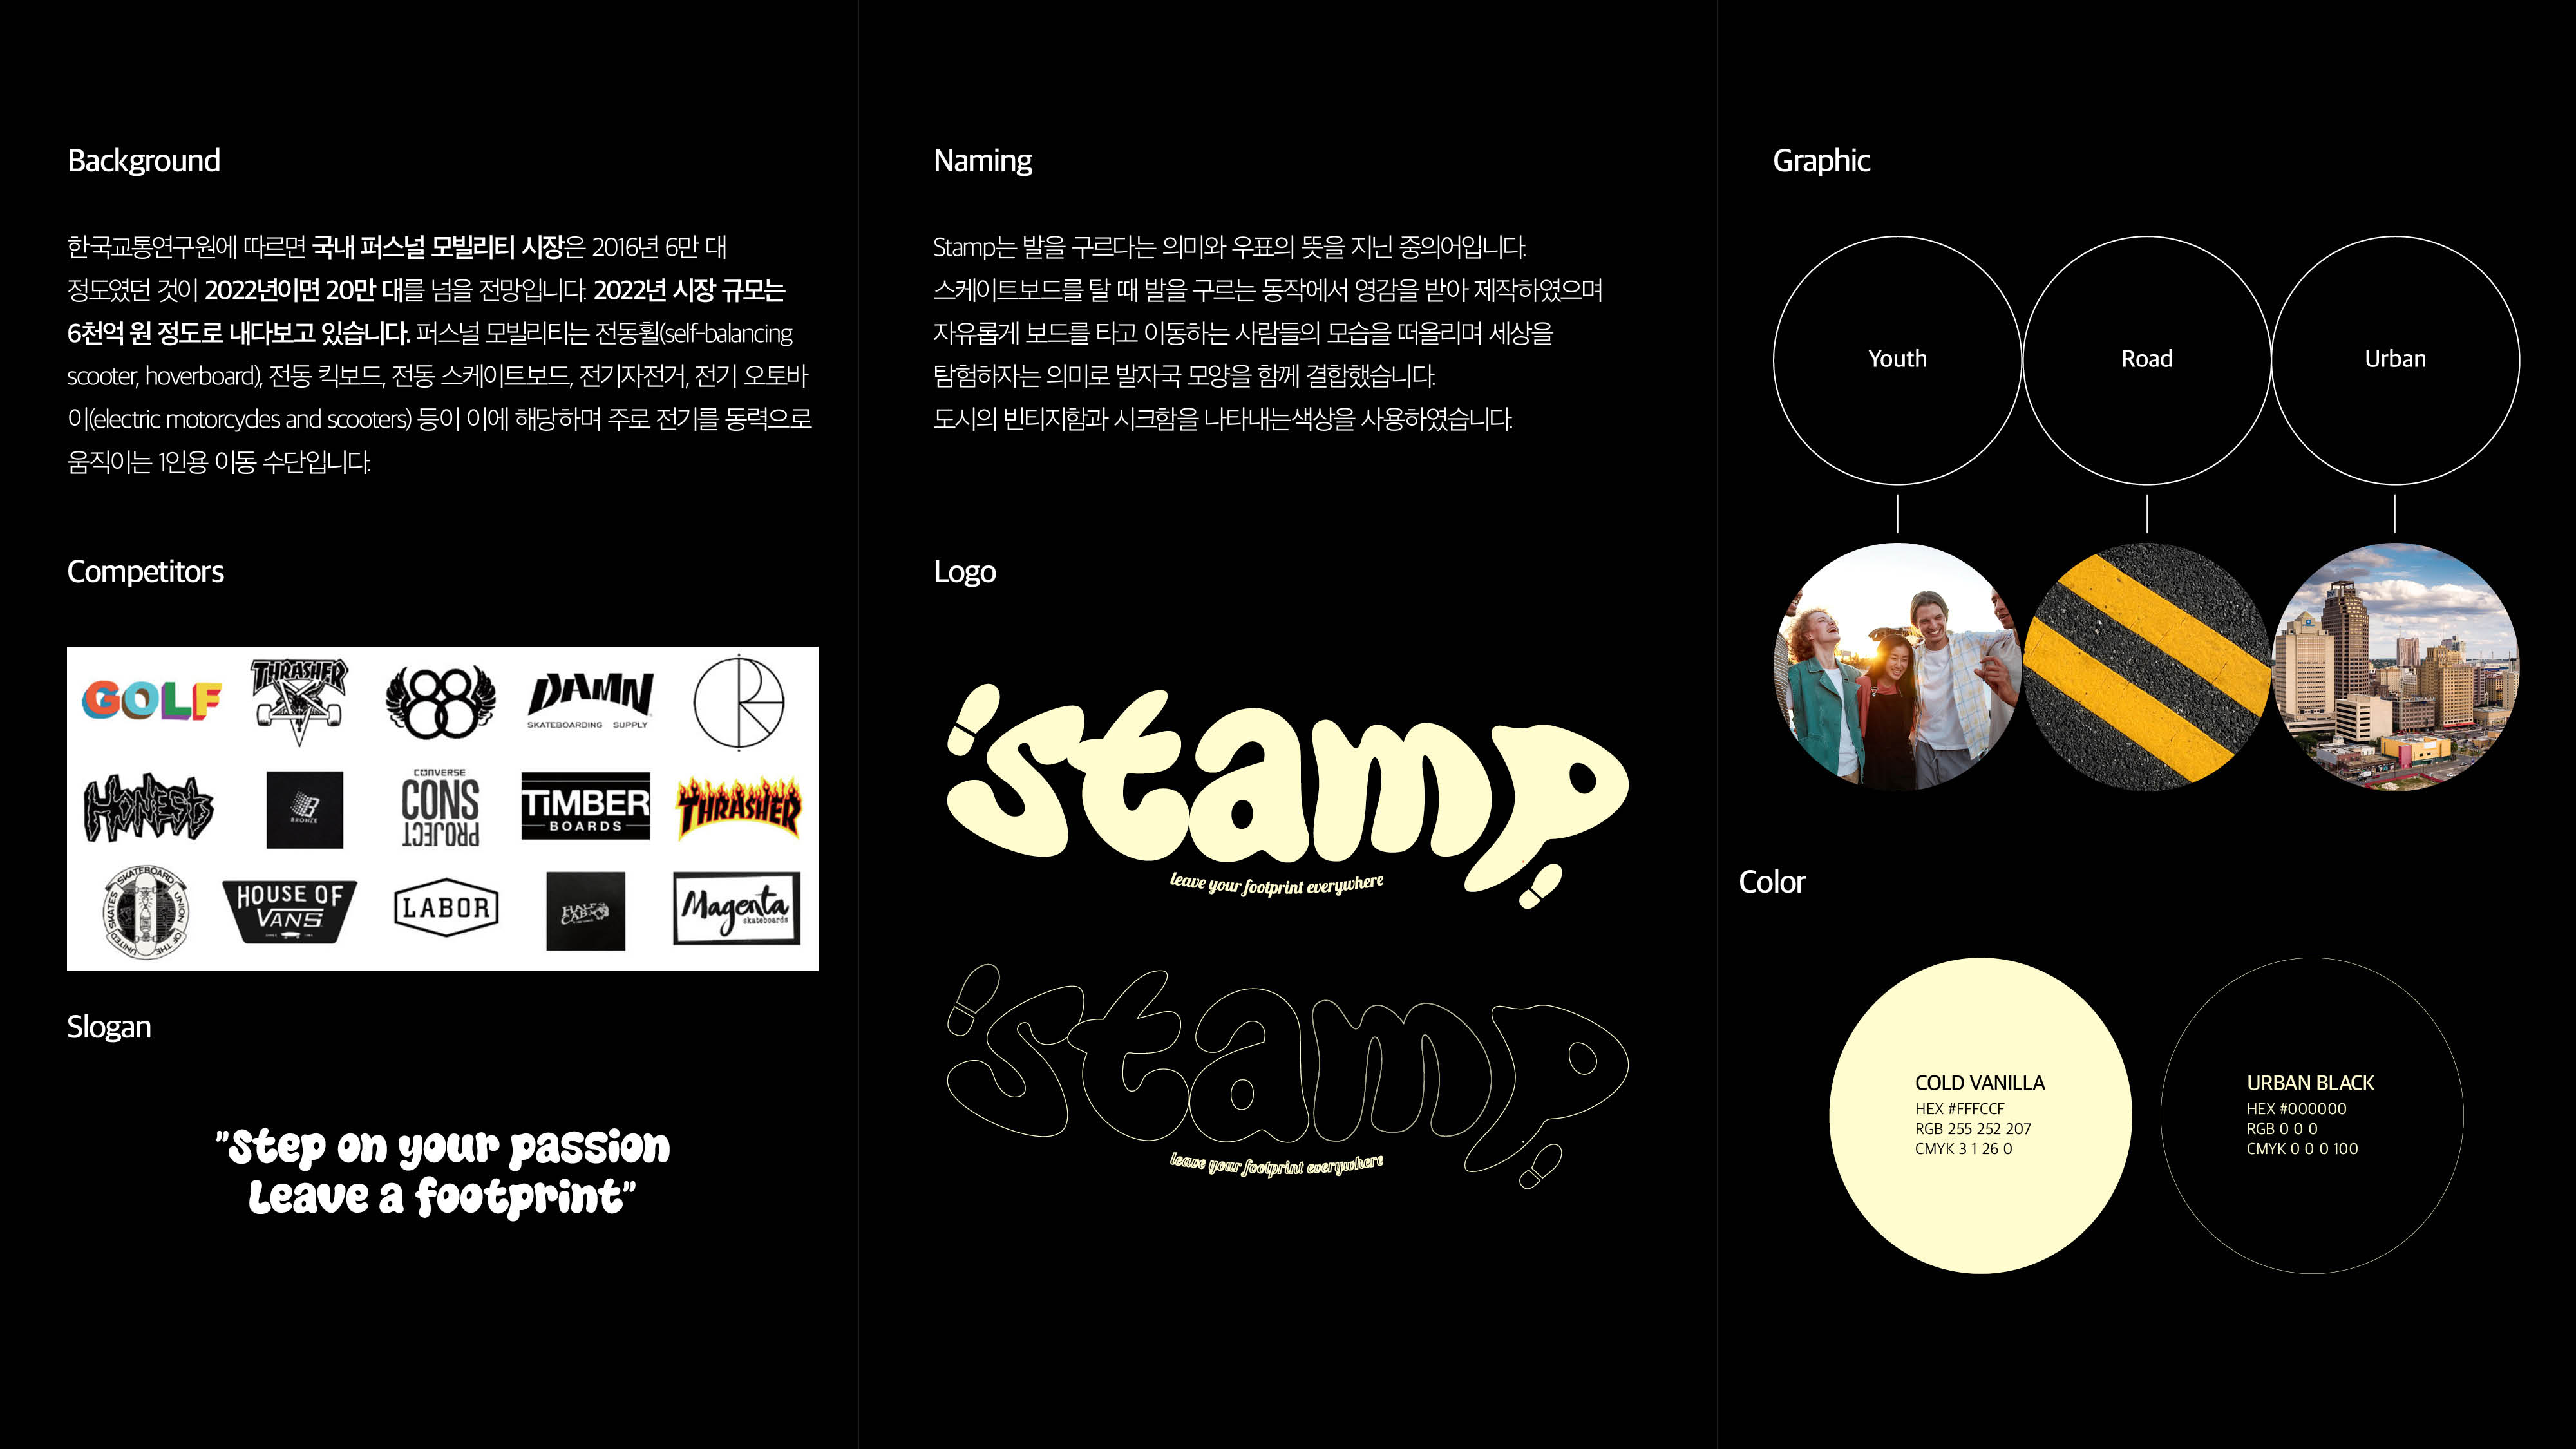 Background
한국교통연구원에 따르면 국내 퍼스널 모빌리티 시장은 2016년 6만 대
정도였던 것이 2022년이면 20만 대를 넘을 전망입니다. 2022년 시장 규모는
6천억 원 정도로 내다보고 있습니다. 퍼스널 모빌리티는 전동휠(self-balancing
scooter, hoverboard), 전동 킥보드, 전동 스케이트보드, 전기자전거, 전기 오토바
이(electric motorcycles and scooters) 등이 이에 해당하며 주로 전기를 동력으로
움직이는 1인용 이동 수단입니다.
Competitors
GOLF
THRASHER
88
DAMN
SKATEBOARDING SUPPLY
HONEST
BRONZE
CONVERSE
CONS
PROJECT
TiMBER
BOARDS
THRASHER
SKATEBOARD UNION OF THE UNITED SKATES
HOUSE OF
VANS
LABOR
HALF
CAB
Magenta
skateboards
Slogan
"Step on your passion
Leave a footprint"
Naming
Stamp는 발을 구르다는 의미와 우표의 뜻을 지닌 중의어입니다.
스케이트보드를 탈 때 발을 구르는 동작에서 영감을 받아 제작하였으며
자유롭게 보드를 타고 이동하는 사람들의 모습을 떠올리며 세상을
탐험하자는 의미로 발자국 모양을 함께 결합했습니다.
도시의 빈티지함과 시크함을 나타내는색상을 사용하였습니다.
Logo
stamp
leave your footprint everywhere
stamp
leave your footprint everywhere
Graphic
Youth
Road
Urban
Color
COLD VANILLA
HEX #FFFCCF
RGB 255 252 207
CMYK 3 1 26 0
URBAN BLACK
HEX #000000
RGB 0 0 0
CMYK 0 0 0 100